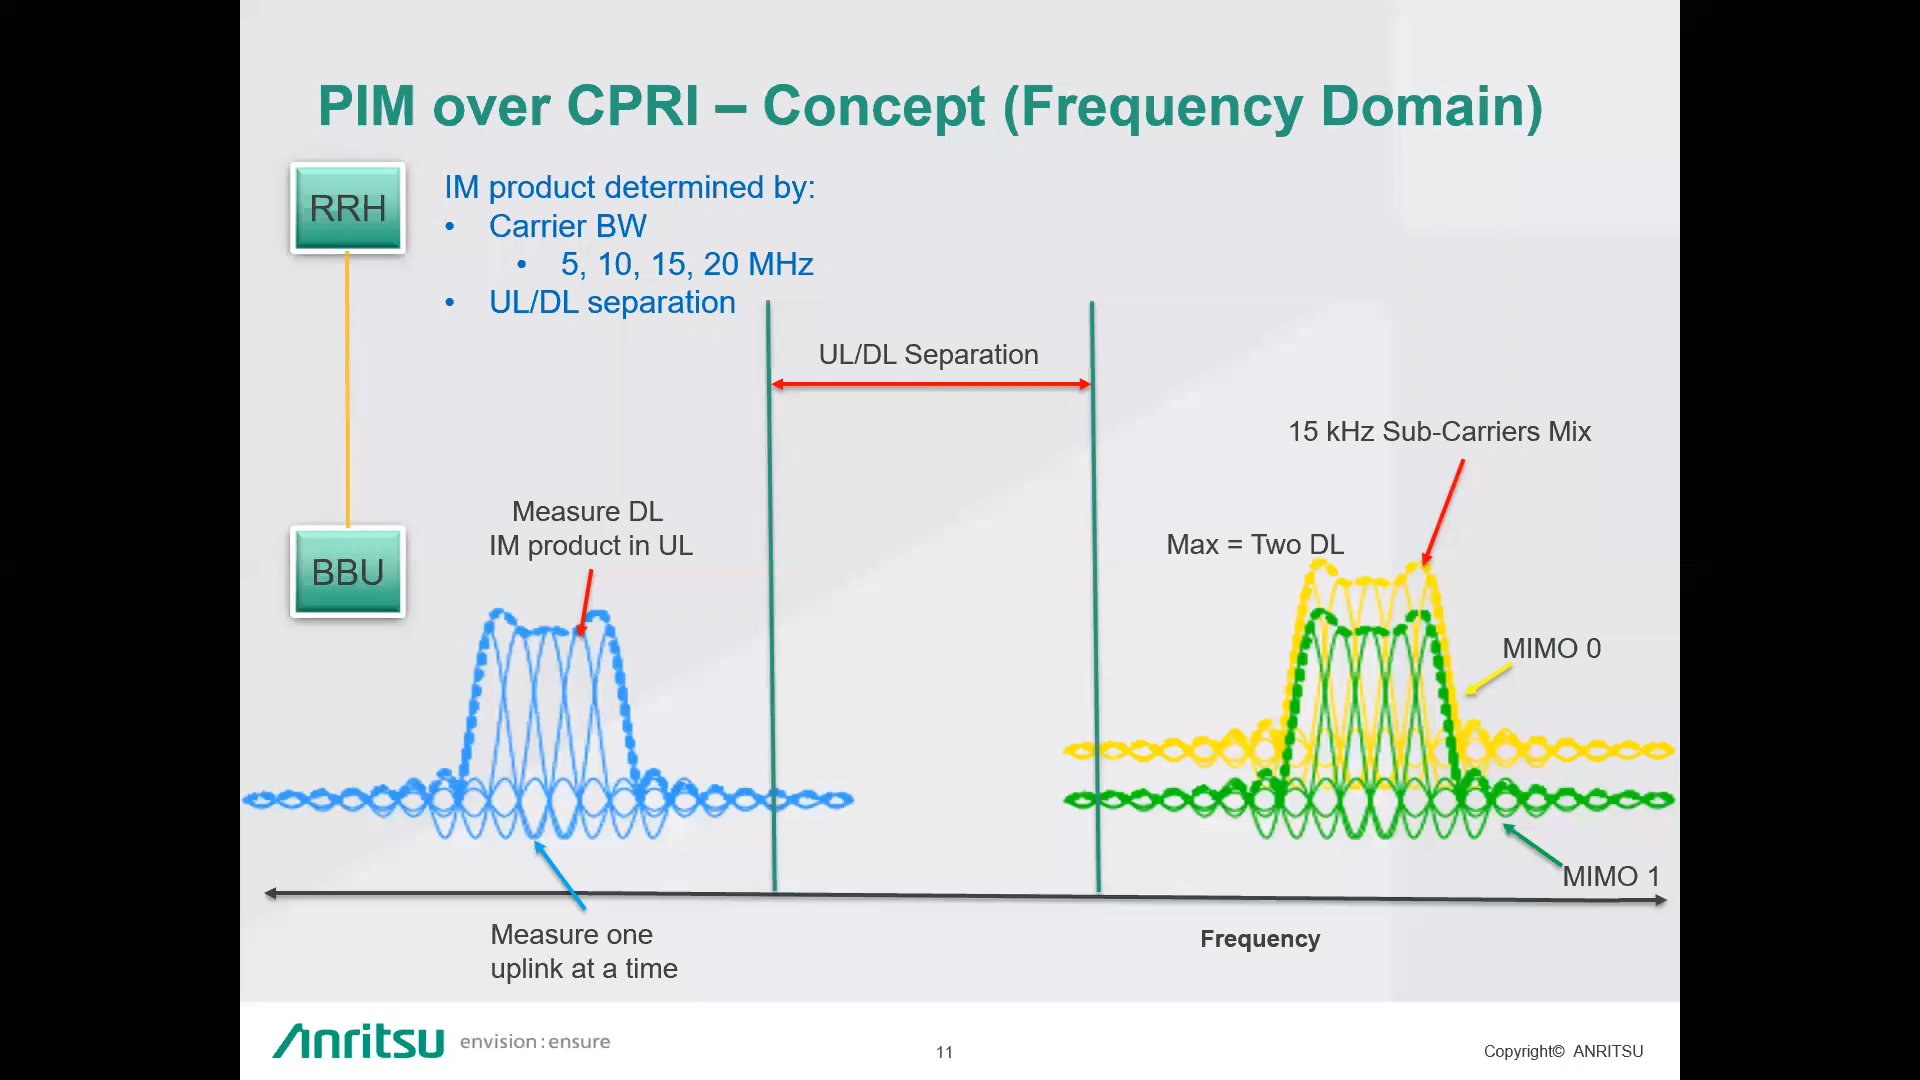 PIM over CPRI – Concept (Frequency Domain)
RRH
IM product determined by:
• Carrier BW
• 5, 10, 15, 20 MHz
• UL/DL separation
UL/DL Separation
15 kHz Sub-Carriers Mix
Measure DL
IM product in UL
Max = Two DL
BBU
MIMO 0
MIMO 1
Measure one
uplink at a time
Frequency
Anritsu envision : ensure
11
Copyright© ANRITSU